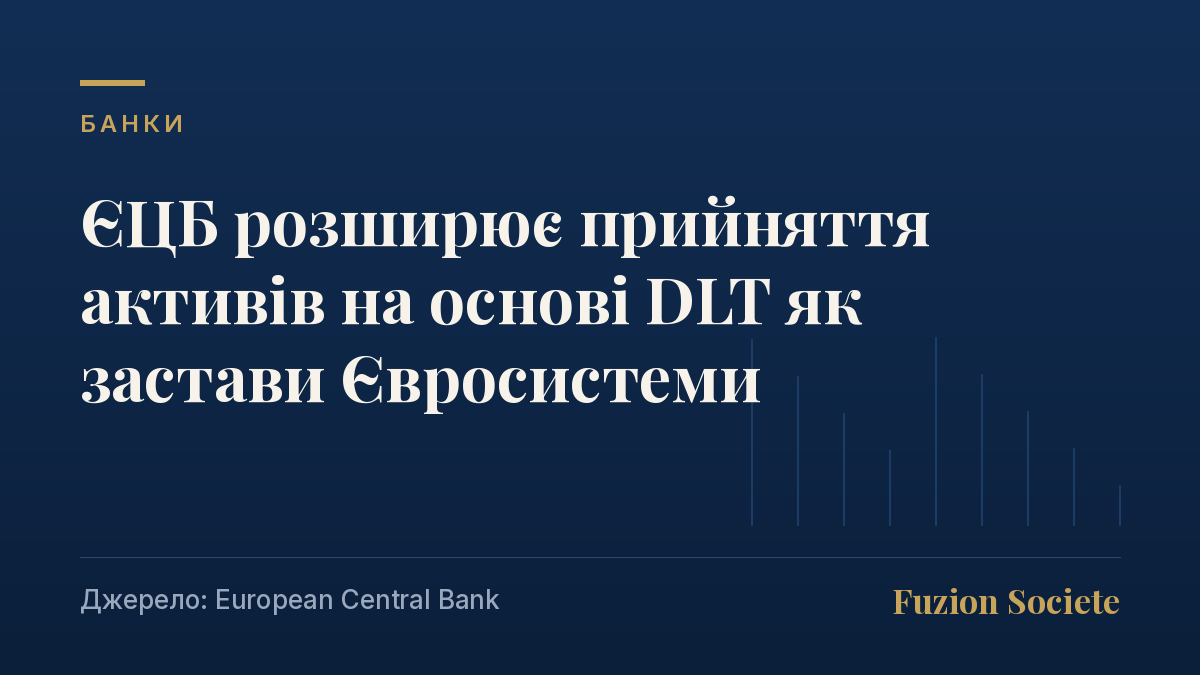 БАНКИ
ЄЦБ розширює прийняття
активів на основі DLT як
застави Євросистеми
Джерело: European Central Bank
Fuzion Societe